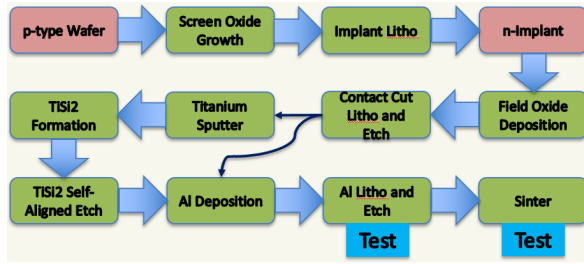 p-type Wafer
Screen Oxide
Growth
Implant Litho
n-Implant
TISi2
Formation
Titanium
Sputter
Contact Cut
Litho and
Etch
Field Oxide
Deposition
TISi2 Self-
Aligned Etch
Al Deposition
Al Litho and
Etch
Sinter
Test
Test